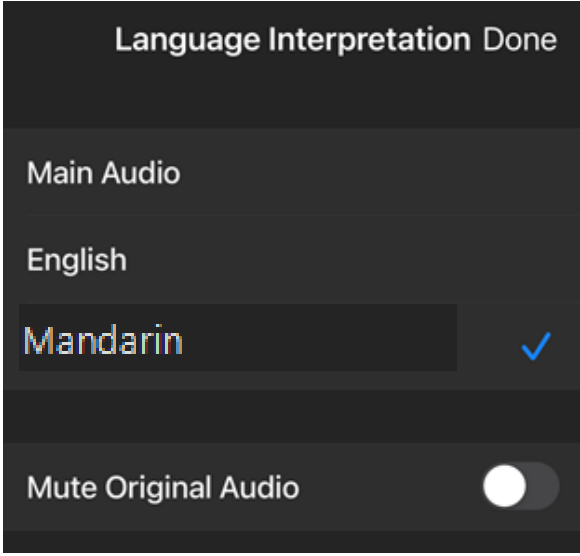 Language Interpretation Done
Main Audio
English
Mandarin
Mute Original Audio